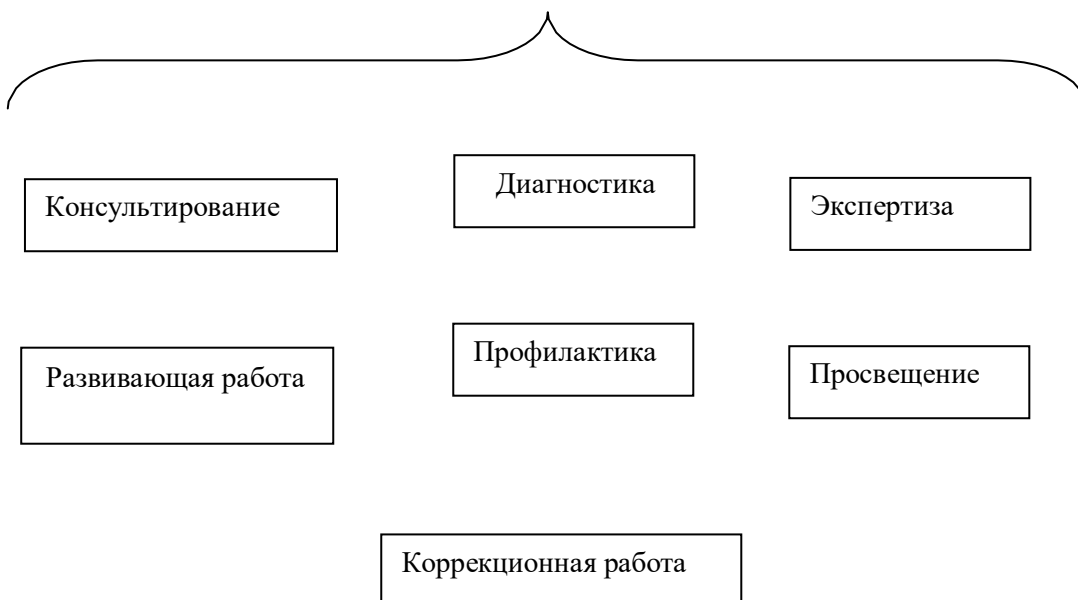 Консультирование
Диагностика
Экспертиза
Развивающая работа
Профилактика
Просвещение
Коррекционная работа